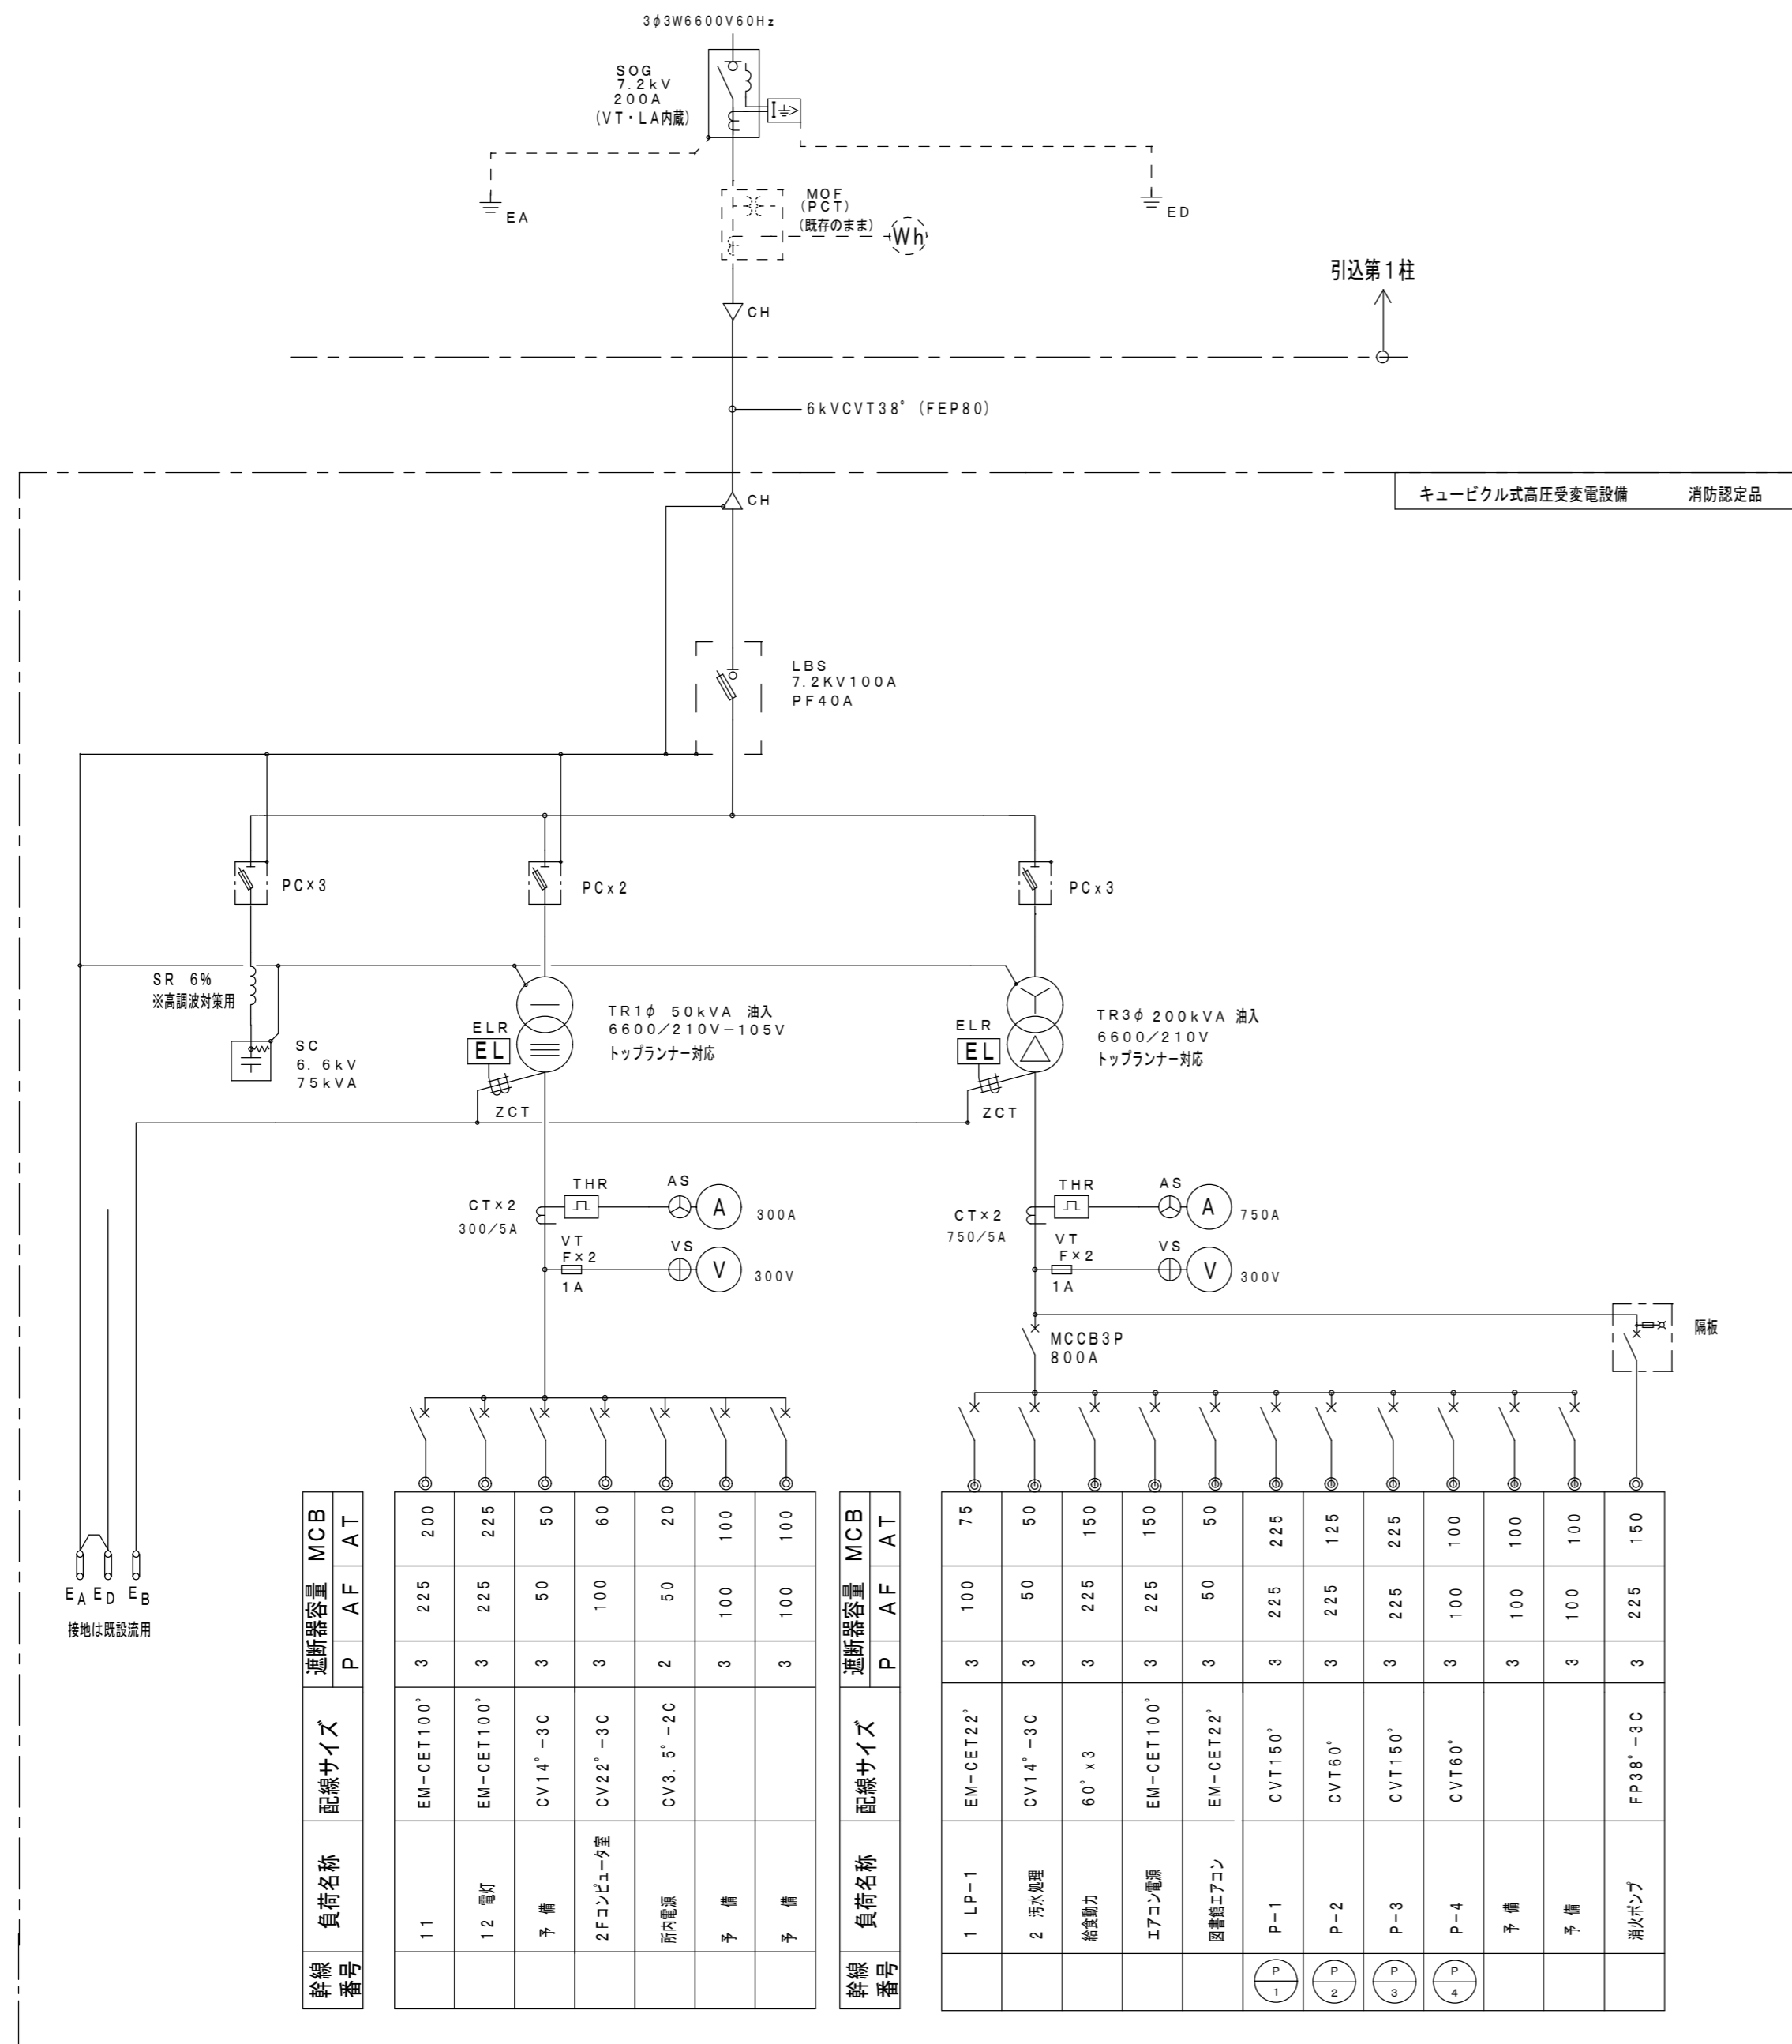 3φ3W6600V60Hz
SOG
7.2kV
200A
(VT・LA内蔵)
I
EA
ED
MOF
(PCT)
(既存のまま)
Wh
CH
引込第1柱
6kVCVT38° (FEP80)
キュービクル式高圧受変電設備 消防認定品
CH
LBS
7.2KV100A
PF40A
PC×3
PCx2
PCx3
SR 6%
※高調波対策用
SC
6.6kV
75kVA
TR1φ 50kVA 油入
6600/210V-105V
トップランナー対応
ELR
EL
ZCT
TR3φ 200kVA 油入
6600/210V
トップランナー対応
ELR
EL
ZCT
CT×2
300/5A
THR
AS
A
300A
VT
F×2
1A
VS
V
300V
CT×2
750/5A
THR
AS
A
750A
VT
F×2
1A
VS
V
300V
MCCB3P
800A
隔板
EA ED EB
接地は既設流用
遮断器容量 MCB
P AF AT
配線サイズ
負荷名称
幹線番号
11 EM-CET100° 3 225 200
12 電灯 EM-CET100° 3 225 225
予 備 CV14°-3C 3 50 50
2Fコンピュータ室 CV22°-3C 3 100 60
所内電源 CV3.5°-2C 2 50 20
予 備 3 100 100
予 備 3 100 100
遮断器容量 MCB
P AF AT
配線サイズ
負荷名称
幹線番号
1 LP-1 EM-CET22° 3 100 75
2 汚水処理 CV14°-3C 3 50 50
給食動力 60°x3 3 225 150
エアコン電源 EM-CET100° 3 225 150
図書館エアコン EM-CET22° 3 50 50
P 1 P-1 CVT150° 3 225 225
P 2 P-2 CVT60° 3 225 125
P 3 P-3 CVT150° 3 225 225
P 4 P-4 CVT60° 3 100 100
予 備 3 100 100
予 備 3 100 100
消火ポンプ FP38°-3C 3 225 150